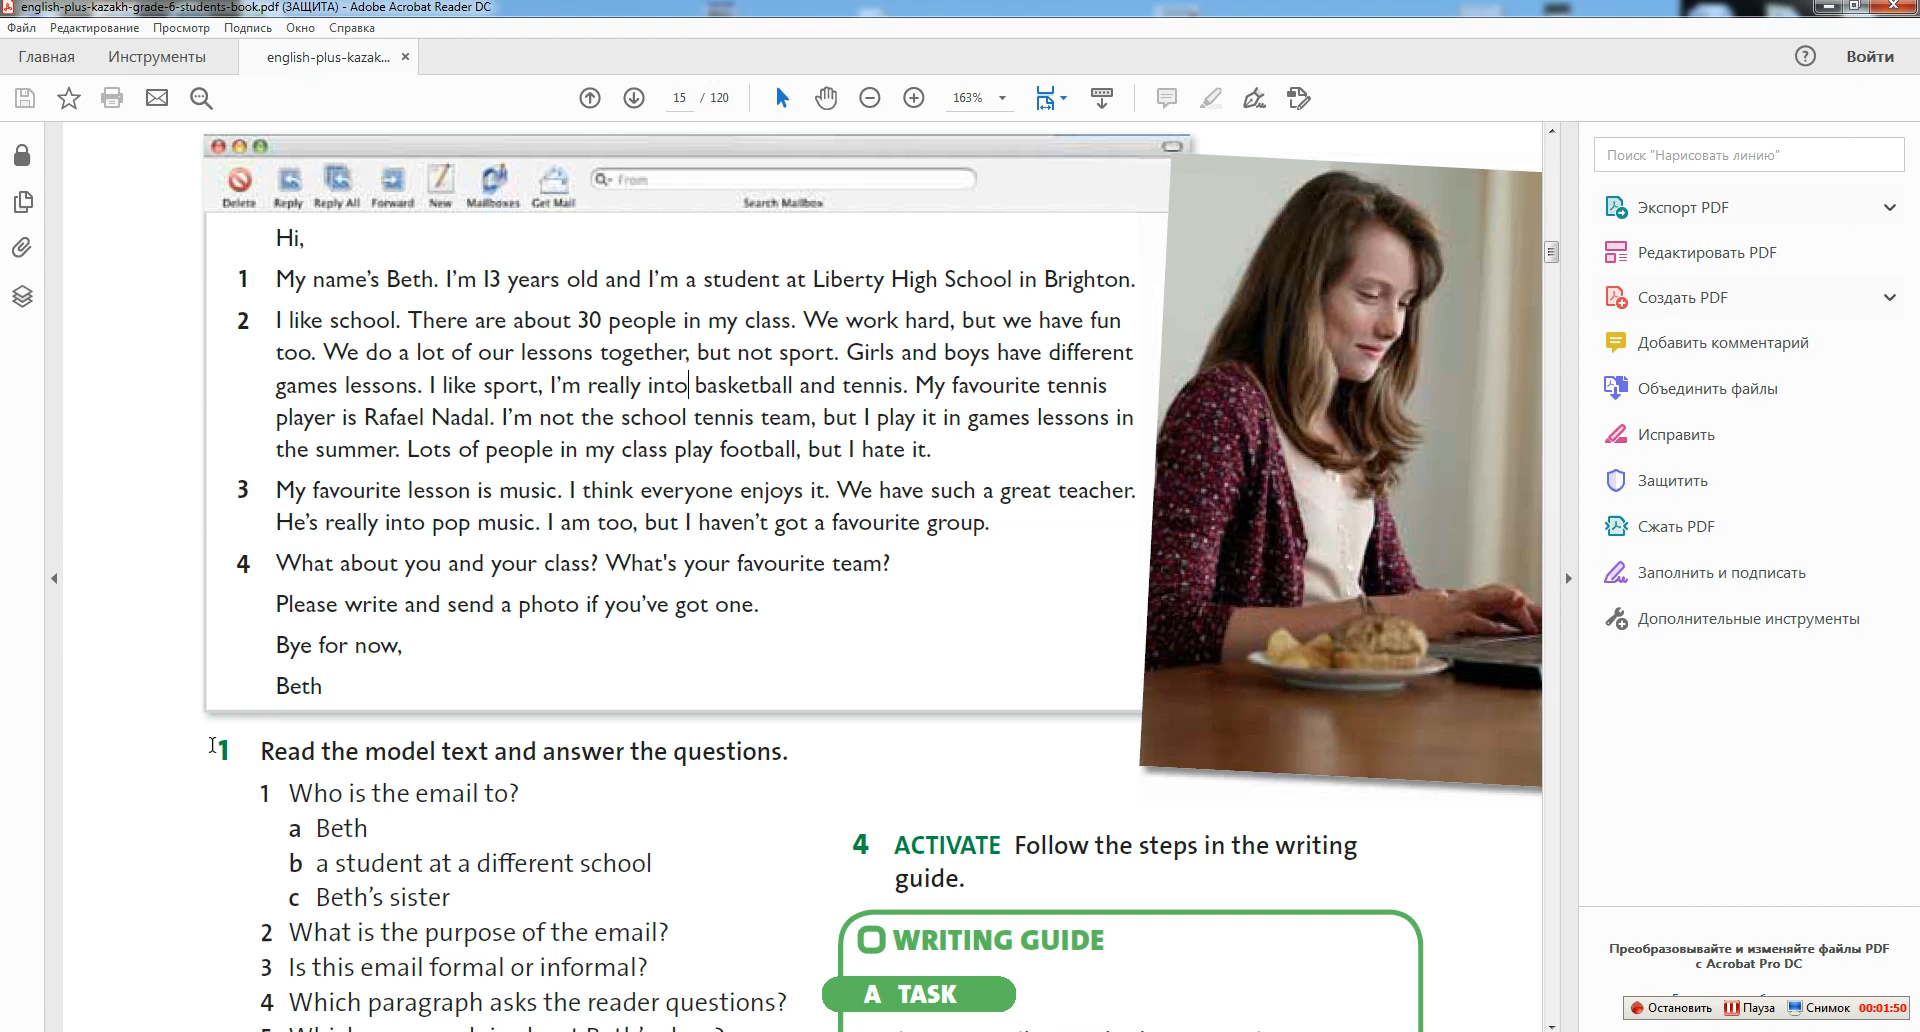 english-plus-kazakh-grade-6-students-book.pdf (ЗАЩИТА) - Adobe Acrobat Reader DC
Файл Редактирование Просмотр Подпись Окно Справка
Главная Инструменты english-plus-kazak... × ? Войти
15 / 120 163%
Delete Reply Reply All Forward New Mailboxes Get Mail From Search Mailbox
Hi,
1 My name's Beth. I'm 13 years old and I'm a student at Liberty High School in Brighton.
2 I like school. There are about 30 people in my class. We work hard, but we have fun
too. We do a lot of our lessons together, but not sport. Girls and boys have different
games lessons. I like sport, I'm really into basketball and tennis. My favourite tennis
player is Rafael Nadal. I'm not the school tennis team, but I play it in games lessons in
the summer. Lots of people in my class play football, but I hate it.
3 My favourite lesson is music. I think everyone enjoys it. We have such a great teacher.
He's really into pop music. I am too, but I haven't got a favourite group.
4 What about you and your class? What's your favourite team?
Please write and send a photo if you've got one.
Bye for now,
Beth
1 Read the model text and answer the questions.
1 Who is the email to?
a Beth
b a student at a different school
c Beth's sister
2 What is the purpose of the email?
3 Is this email formal or informal?
4 Which paragraph asks the reader questions?
4 ACTIVATE Follow the steps in the writing
guide.
WRITING GUIDE
A TASK
Поиск "Нарисовать линию"
Экспорт PDF
Редактировать PDF
Создать PDF
Добавить комментарий
Объединить файлы
Исправить
Защитить
Сжать PDF
Заполнить и подписать
Дополнительные инструменты
Преобразовывайте и изменяйте файлы PDF
с Acrobat Pro DC
Остановить Пауза Снимок 00:01:50